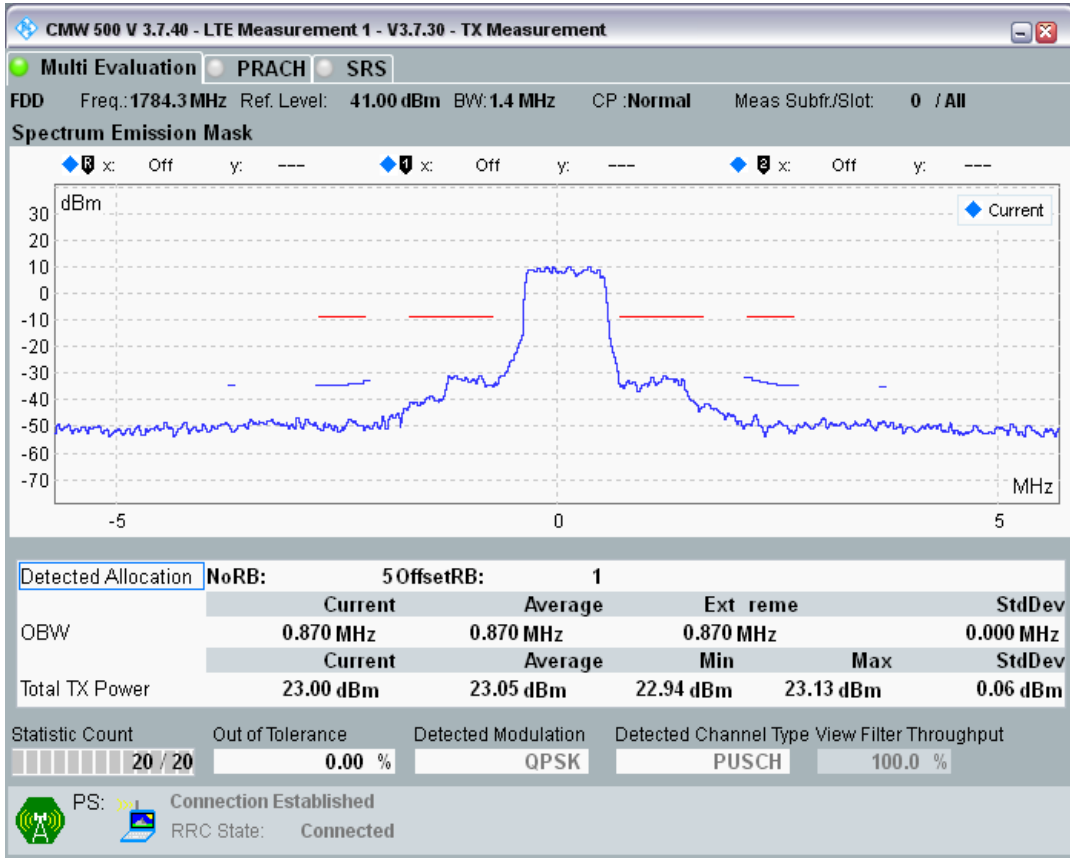 CMW 500 V 3.7.40 - LTE Measurement 1 - V3.7.30 - TX Measurement
Multi Evaluation PRACH SRS
FDD Freq.: 1784.3 MHz Ref. Level: 41.00 dBm BW: 1.4 MHz CP : Normal Meas Subfr./Slot: 0 / All
Spectrum Emission Mask
R x: Off y: --- 1 x: Off y: --- 2 x: Off y: ---
dBm
Current
30
20
10
0
-10
-20
-30
-40
-50
-60
-70
MHz
-5 0 5
Detected Allocation NoRB: 5 OffsetRB: 1
Current Average Ext reme StdDev
OBW 0.870 MHz 0.870 MHz 0.870 MHz 0.000 MHz
Current Average Min Max StdDev
Total TX Power 23.00 dBm 23.05 dBm 22.94 dBm 23.13 dBm 0.06 dBm
Statistic Count Out of Tolerance Detected Modulation Detected Channel Type View Filter Throughput
20 / 20 0.00 % QPSK PUSCH 100.0 %
PS: Connection Established
RRC State: Connected